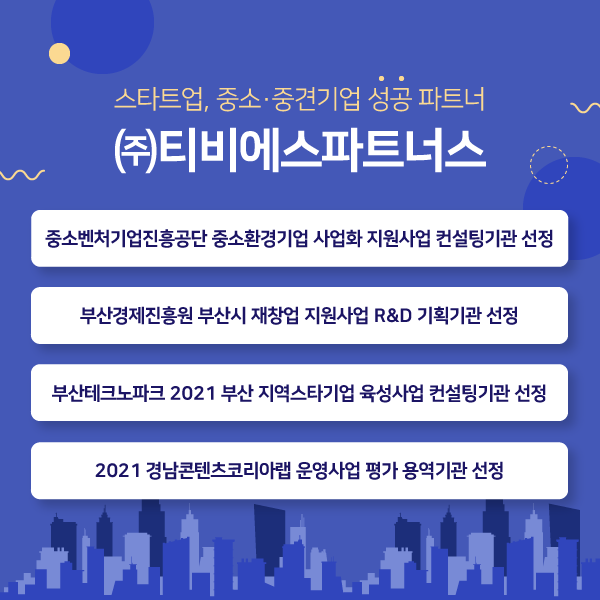 스타트업, 중소·중견기업 성공 파트너
㈜티비에스파트너스
중소벤처기업진흥공단 중소환경기업 사업화 지원사업 컨설팅기관 선정
부산경제진흥원 부산시 재창업 지원사업 R&D 기획기관 선정
부산테크노파크 2021 부산 지역스타기업 육성사업 컨설팅기관 선정
2021 경남콘텐츠코리아랩 운영사업 평가 용역기관 선정